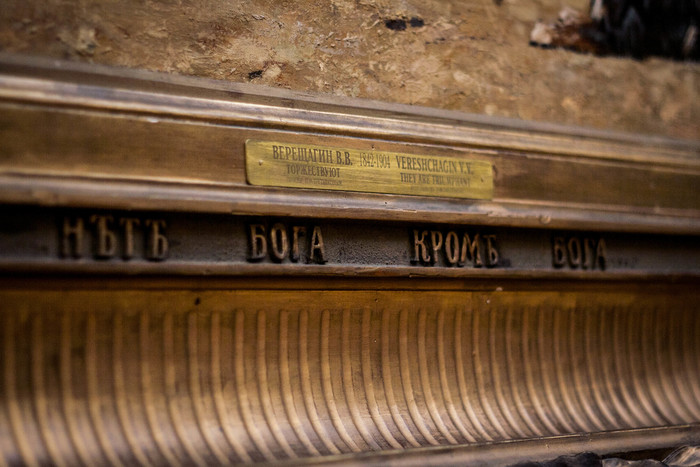 ВЕРЕЩАГИН В.В. 1842-1904 VERESHCHAGIN V.V.
ТОРЖЕСТВУЮТ THEY ARE TRIUMPHANT
НѢТЪ БОГА КРОМѢ БОГА